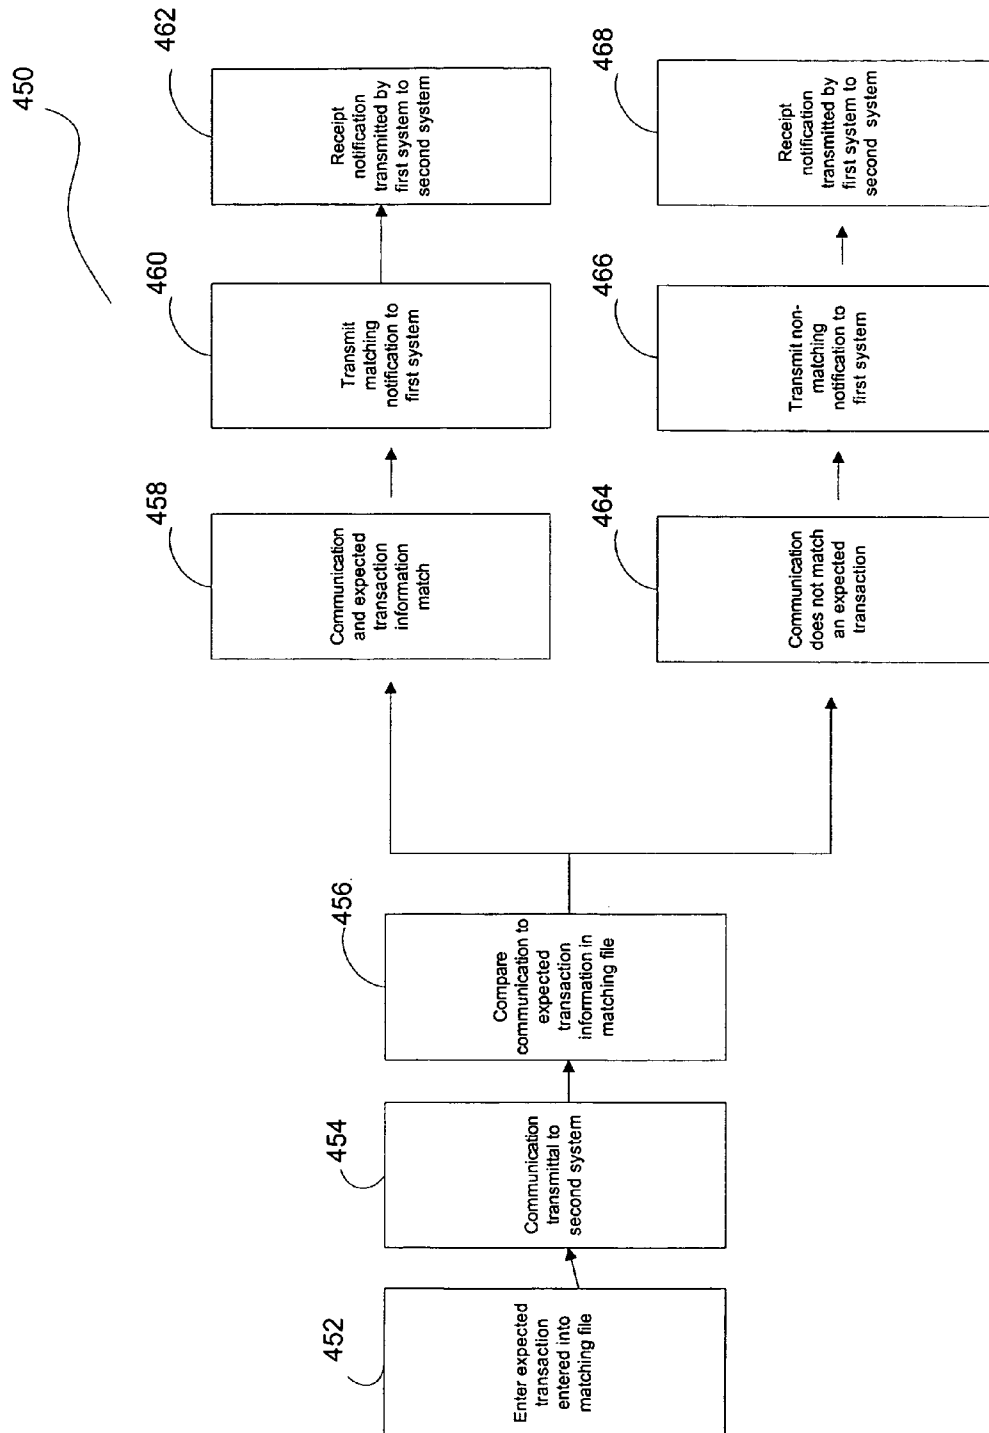 450
452
Enter expected
transaction
entered into
matching file
454
Communication
transmittal to
second system
456
Compare
communication to
expected
transaction
information in
matching file
458
Communication
and expected
transaction
information
match
460
Transmit
matching
notification to
first system
462
Receipt
notification
transmitted by
first system to
second system
464
Communication
does not match
an expected
transaction
466
Transmit non-
matching
notification to
first system
468
Receipt
notification
transmitted by
first system to
second system